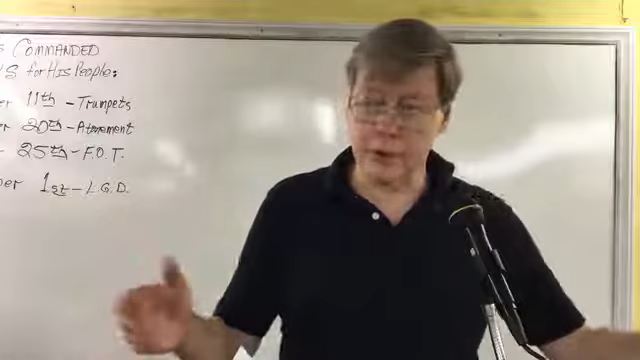 COMMANDED
for His People:
11th - Trumpets
20th - Atonement
25th - F.O.T.
1st - L.G.D.